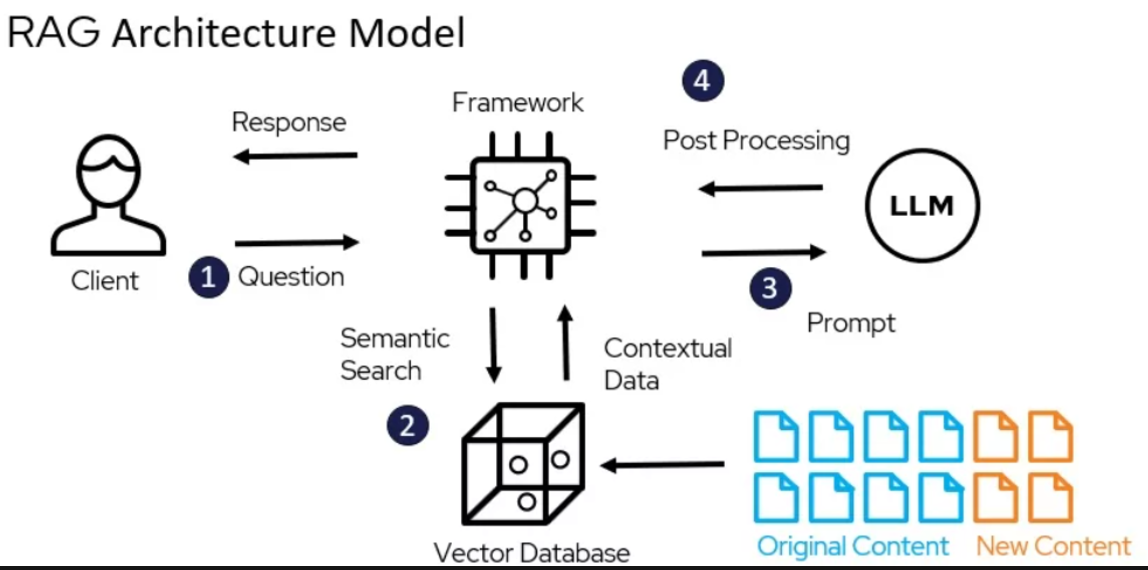 RAG Architecture Model
4
Framework
Response
Post Processing
LLM
Client
1
Question
3
Prompt
Semantic
Search
Contextual
Data
2
Vector Database
Original Content
New Content